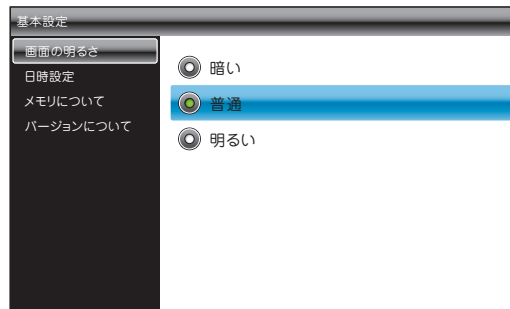 基本設定
画面の明るさ
日時設定
メモリについて
バージョンについて
暗い
普通
明るい